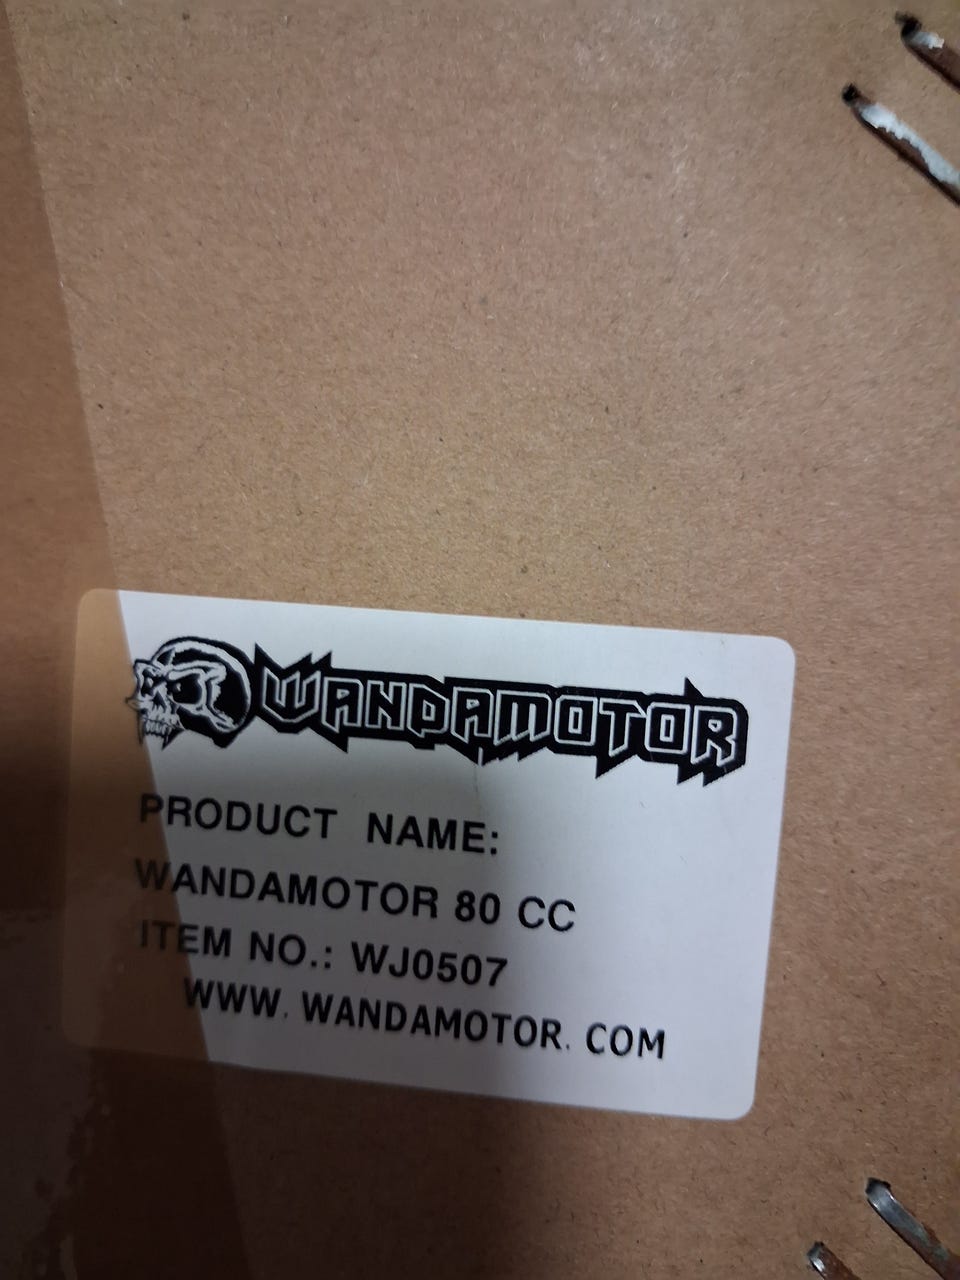 WANDAMOTOR
PRODUCT NAME:
WANDAMOTOR 80 CC
ITEM NO.: WJ0507
WWW. WANDAMOTOR. COM